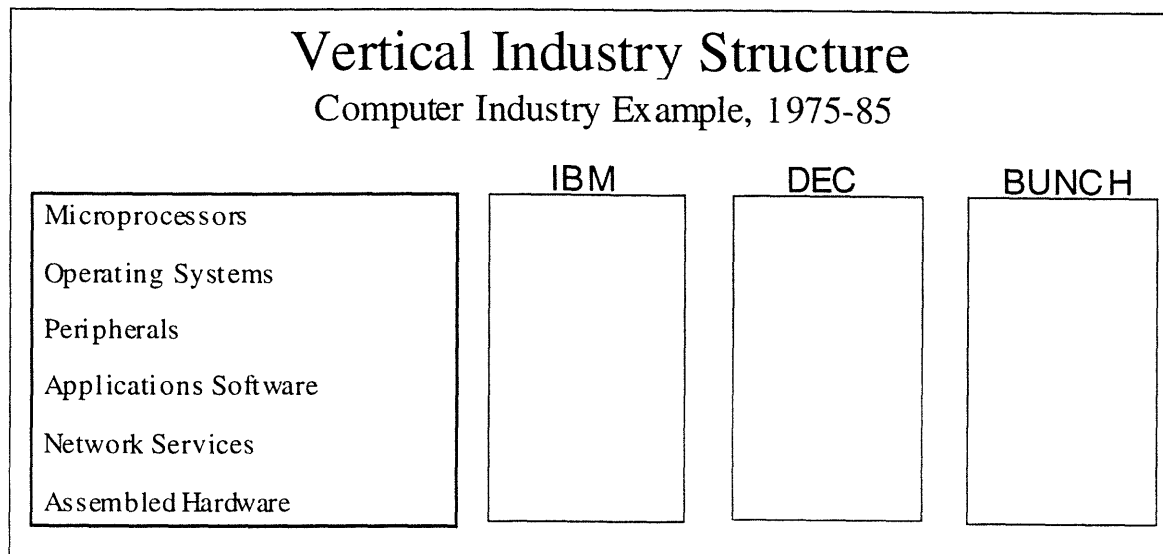 Vertical Industry Structure
Computer Industry Example, 1975-85
IBM DEC BUNCH
Microprocessors
Operating Systems
Peripherals
Applications Software
Network Services
Assembled Hardware